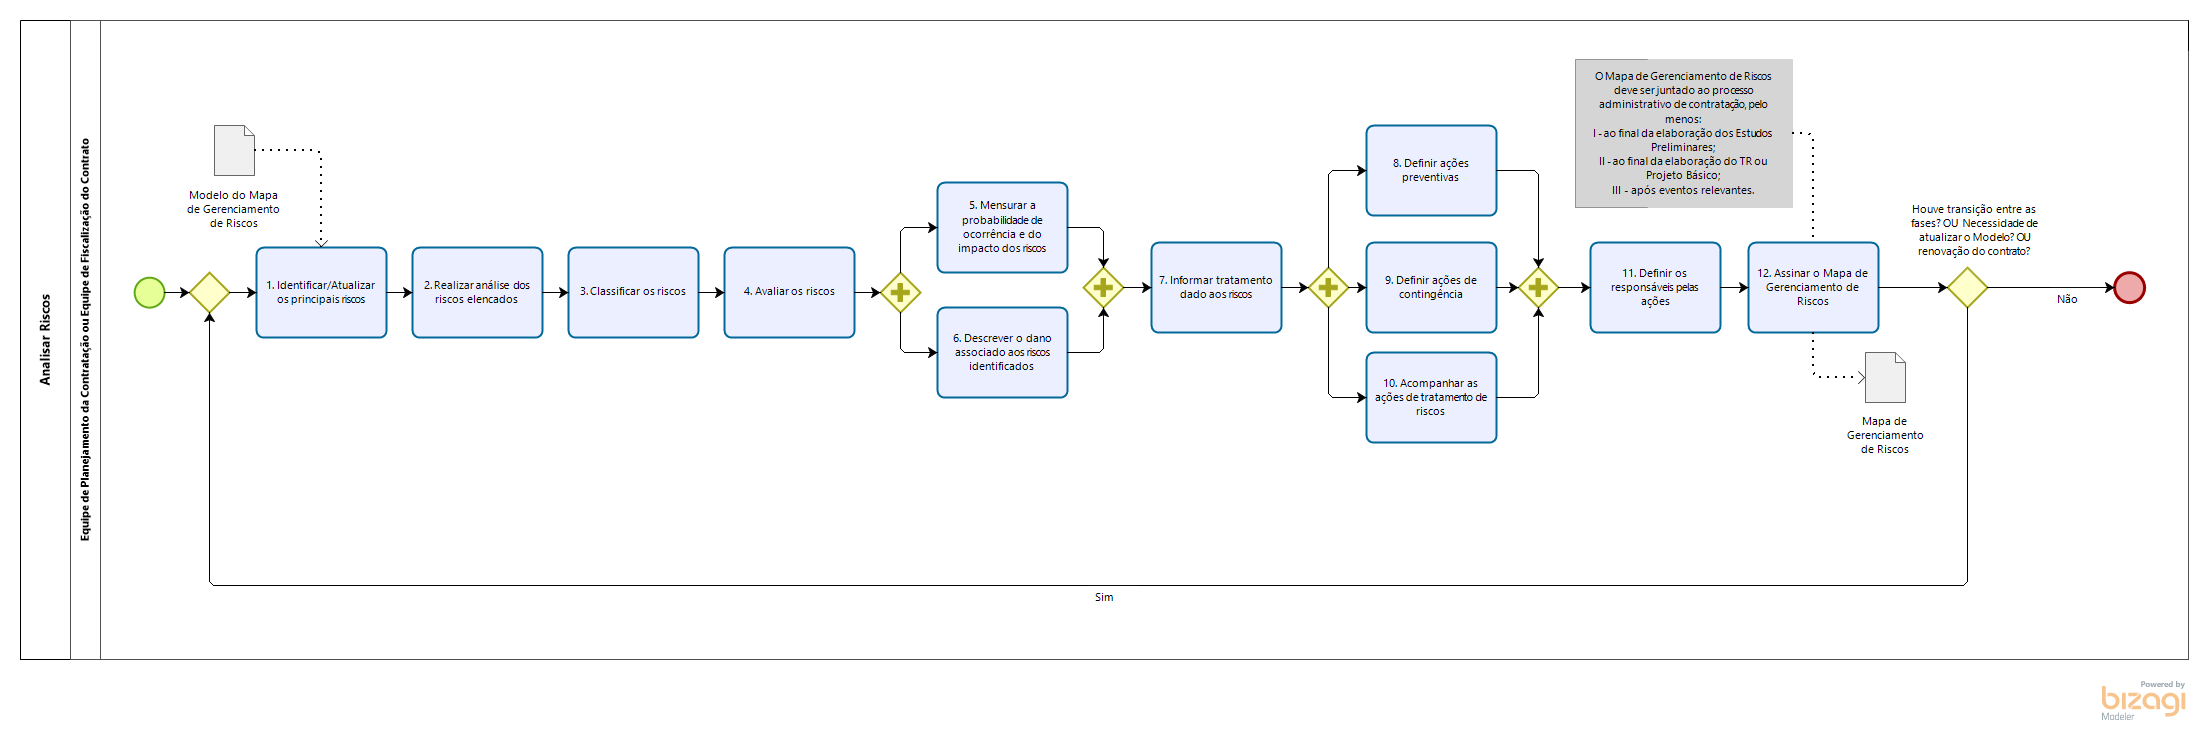 Analisar Riscos
Equipe de Planejamento da Contratação ou Equipe de Fiscalização do Contrato
Modelo do Mapa
de Gerenciamento
de Riscos
1. Identificar/Atualizar
os principais riscos
2. Realizar análise dos
riscos elencados
3. Classificar os riscos
4. Avaliar os riscos
5. Mensurar a
probabilidade de
ocorrência e do
impacto dos riscos
6. Descrever o dano
associado aos riscos
identificados
7. Informar tratamento
dado aos riscos
8. Definir ações
preventivas
9. Definir ações de
contingência
10. Acompanhar as
ações de tratamento de
riscos
O Mapa de Gerenciamento de Riscos
deve ser juntado ao processo
administrativo de contratação, pelo
menos:
I - ao final da elaboração dos Estudos
Preliminares;
II - ao final da elaboração do TR ou
Projeto Básico;
III - após eventos relevantes.
11. Definir os
responsáveis pelas
ações
12. Assinar o Mapa de
Gerenciamento de
Riscos
Mapa de
Gerenciamento
de Riscos
Houve transição entre as
fases? OU Necessidade de
atualizar o Modelo? OU
renovação do contrato?
Não
Sim
Powered by
bizagi
Modeler